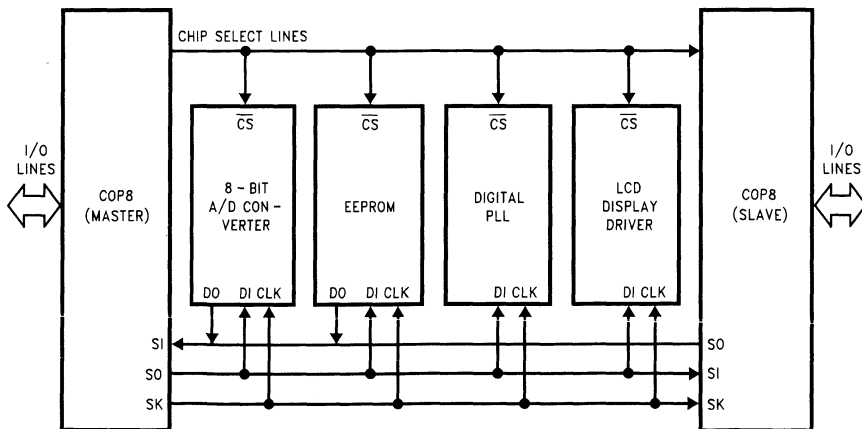 CHIP SELECT LINES
I/O
LINES
COP8
(MASTER)
CS
8 - BIT
A/D CON -
VERTER
DO DI CLK
CS
EEPROM
DO DI CLK
CS
DIGITAL
PLL
DI CLK
CS
LCD
DISPLAY
DRIVER
DI CLK
COP8
(SLAVE)
I/O
LINES
SI
SO
SK
SO
SI
SK